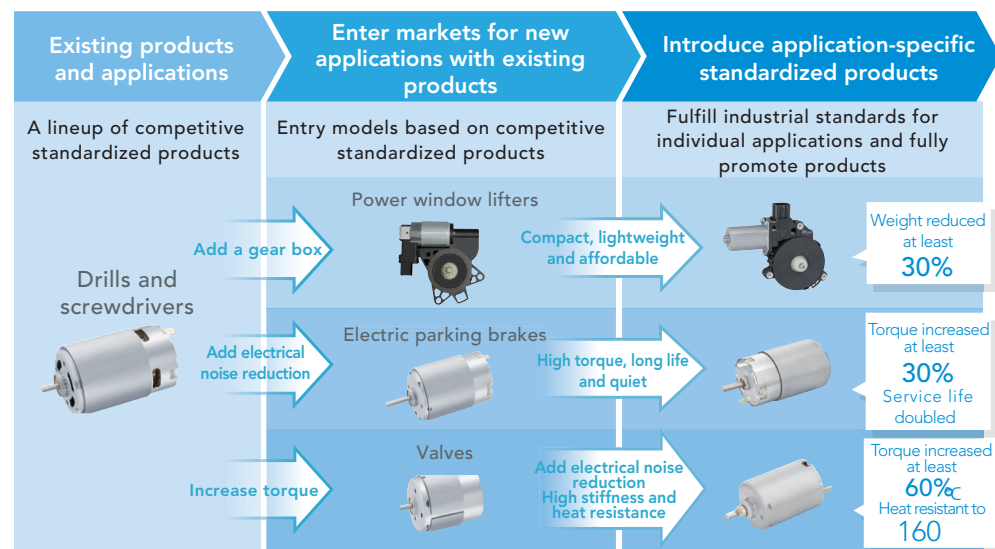 Existing products
and applications
Enter markets for new
applications with existing
products
Introduce application-specific
standardized products
A lineup of competitive
standardized products
Entry models based on competitive
standardized products
Fulfill industrial standards for
individual applications and fully
promote products
Drills and
screwdrivers
Add a gear box
Power window lifters
Compact, lightweight
and affordable
Weight reduced
at least
30%
Add electrical
noise reduction
Electric parking brakes
High torque, long life
and quiet
Torque increased
at least
30%
Service life
doubled
Increase torque
Valves
Add electrical noise
reduction
High stiffness and
heat resistance
Torque increased
at least
60%
℃
Heat resistant to
160